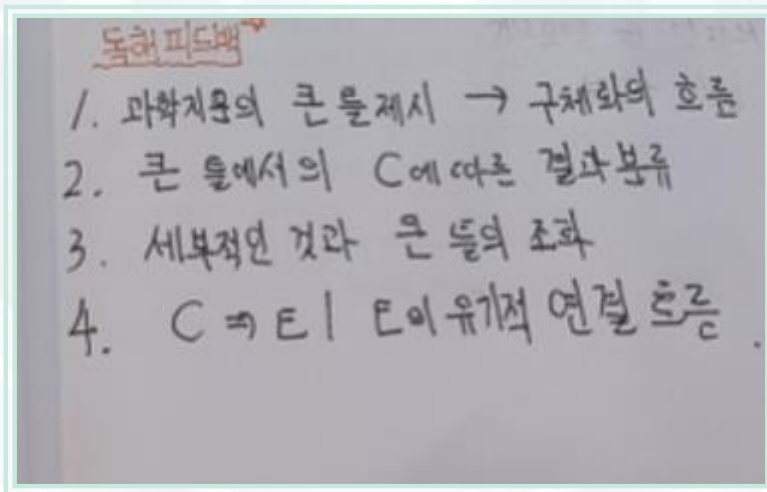 독해 피드백
1. 과학지문의 큰 틀제시 → 구체화의 흐름
2. 큰 틀에서의 C에 따른 결과 분류
3. 세부적인 것과 큰 틀의 조화
4. C ⇒ E | E의 유기적 연결 흐름.